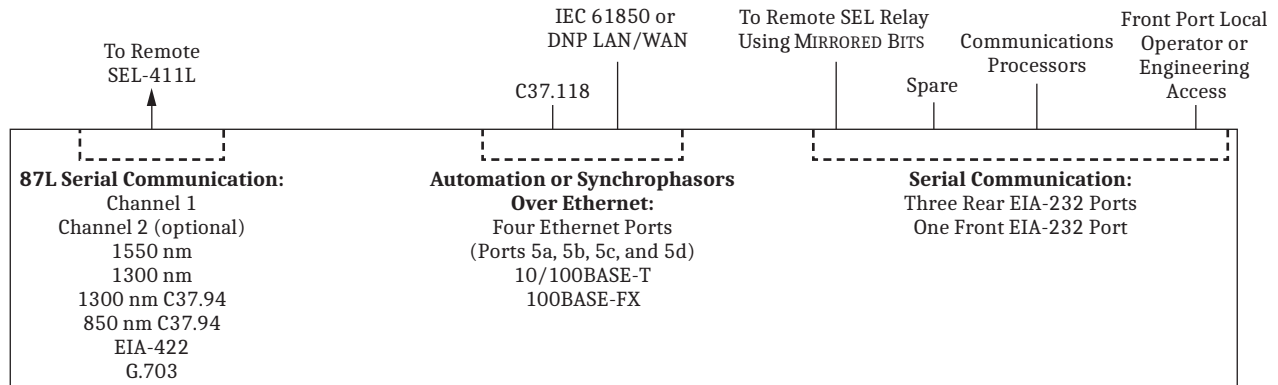 To Remote
SEL-411L
C37.118
IEC 61850 or
DNP LAN/WAN
To Remote SEL Relay
Using MIRRORED BITS
Spare
Communications
Processors
Front Port Local
Operator or
Engineering
Access
87L Serial Communication:
Channel 1
Channel 2 (optional)
1550 nm
1300 nm
1300 nm C37.94
850 nm C37.94
EIA-422
G.703
Automation or Synchrophasors
Over Ethernet:
Four Ethernet Ports
(Ports 5a, 5b, 5c, and 5d)
10/100BASE-T
100BASE-FX
Serial Communication:
Three Rear EIA-232 Ports
One Front EIA-232 Port